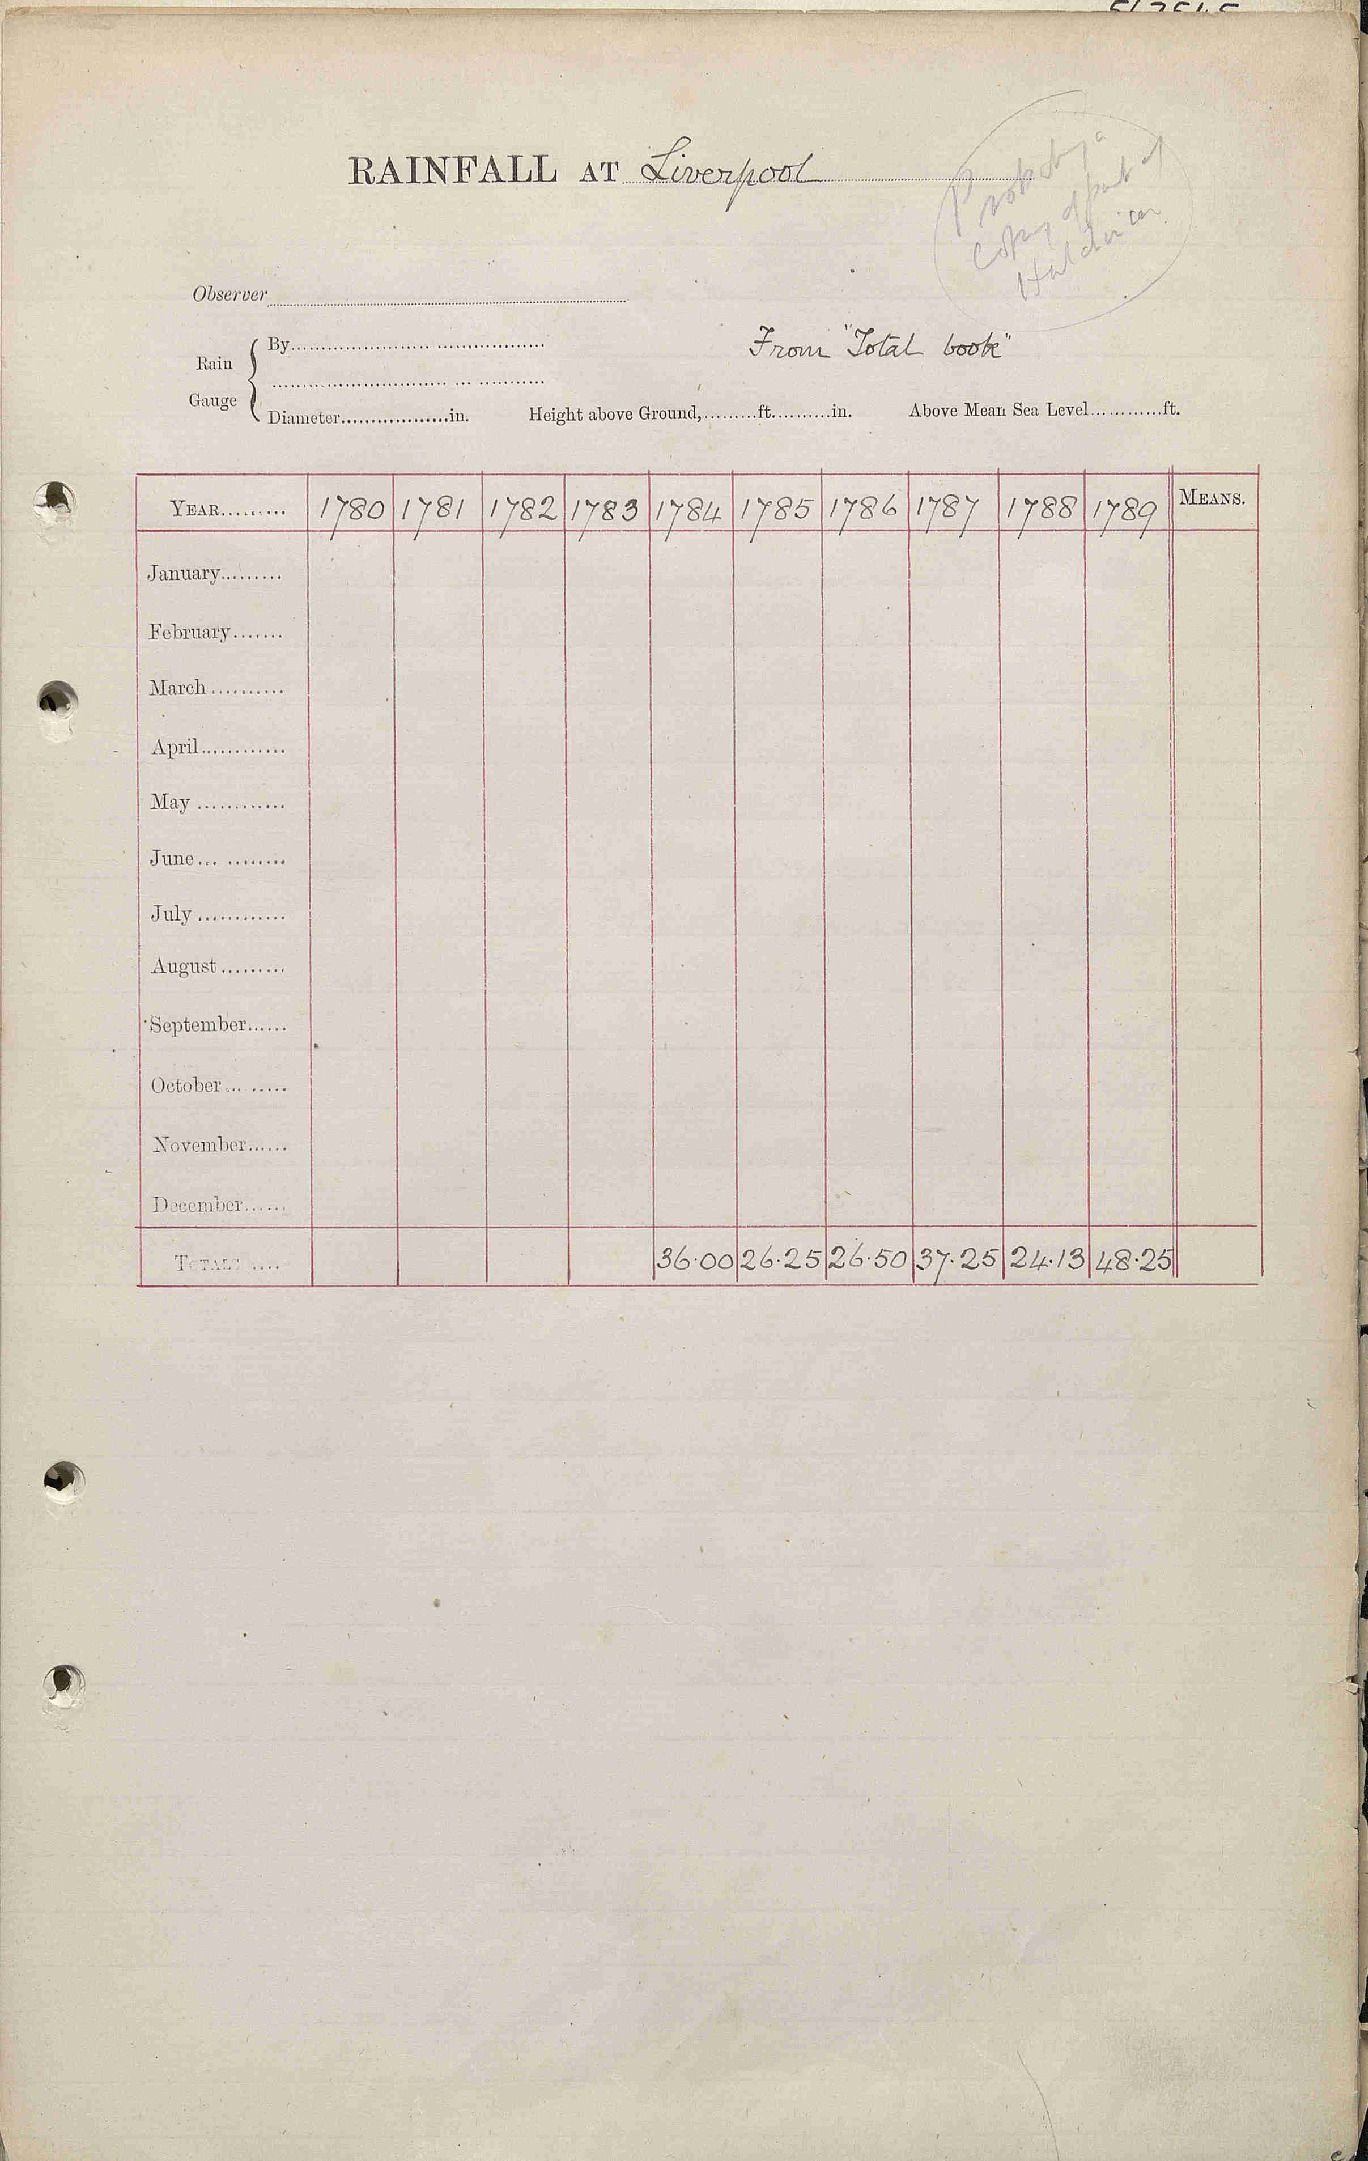 RAINFALL AT Liverpool
copy of part of
Observer
Rain Gauge { By
Diameter in. Height above Ground, ft. in. Above Mean Sea Level ft.
From "Total book"
YEAR 1780 1781 1782 1783 1784 1785 1786 1787 1788 1789 MEANS.
January
February
March
April
May
June
July
August
September
October
November
December
TOTALS 36.00 26.25 26.50 37.25 24.13 48.25